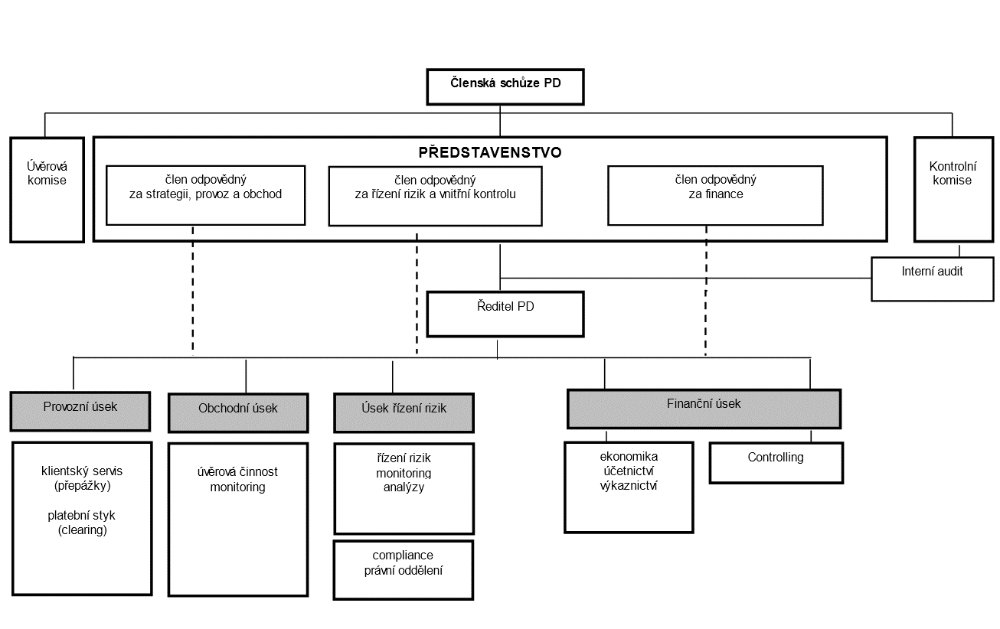 Členská schůze PD
Úvěrová
komise
PŘEDSTAVENSTVO
člen odpovědný
za strategii, provoz a obchod
člen odpovědný
za řízení rizik a vnitřní kontrolu
člen odpovědný
za finance
Kontrolní
komise
Interní audit
Ředitel PD
Provozní úsek
Obchodní úsek
Úsek řízení rizik
Finanční úsek
klientský servis
(přepážky)
platební styk
(clearing)
úvěrová činnost
monitoring
řízení rizik
monitoring
analýzy
compliance
právní oddělení
ekonomika
účetnictví
výkaznictví
Controlling